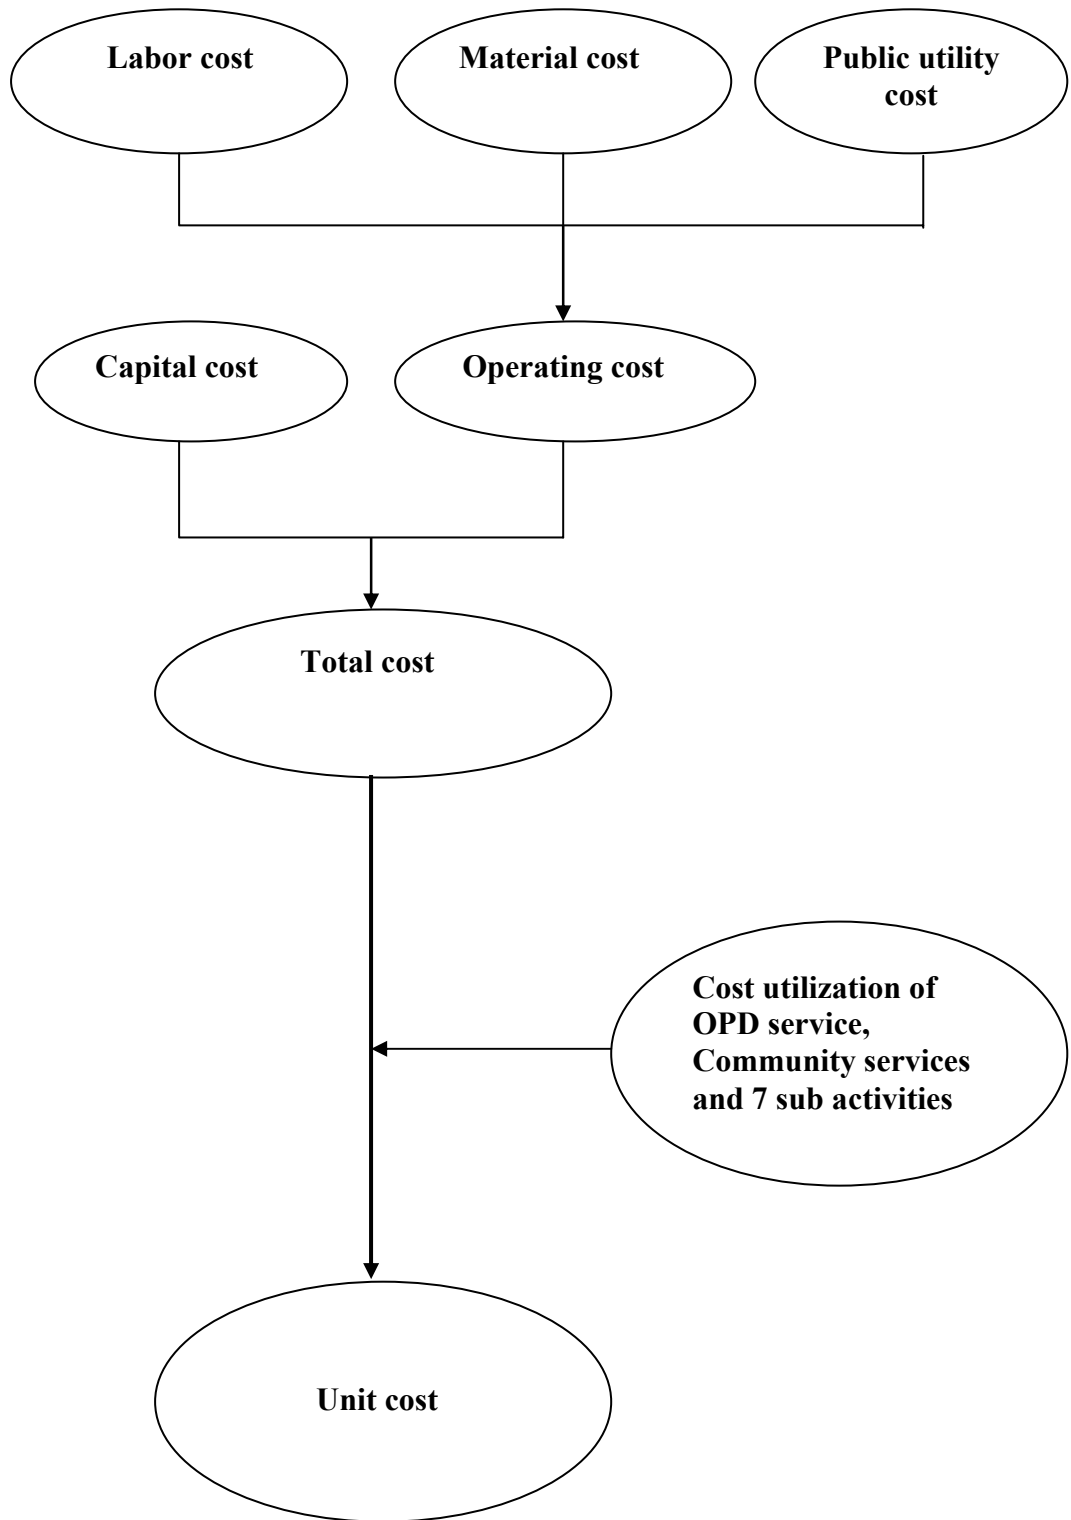 Labor cost
Material cost
Public utility
cost
Capital cost
Operating cost
Total cost
Cost utilization of
OPD service,
Community services
and 7 sub activities
Unit cost